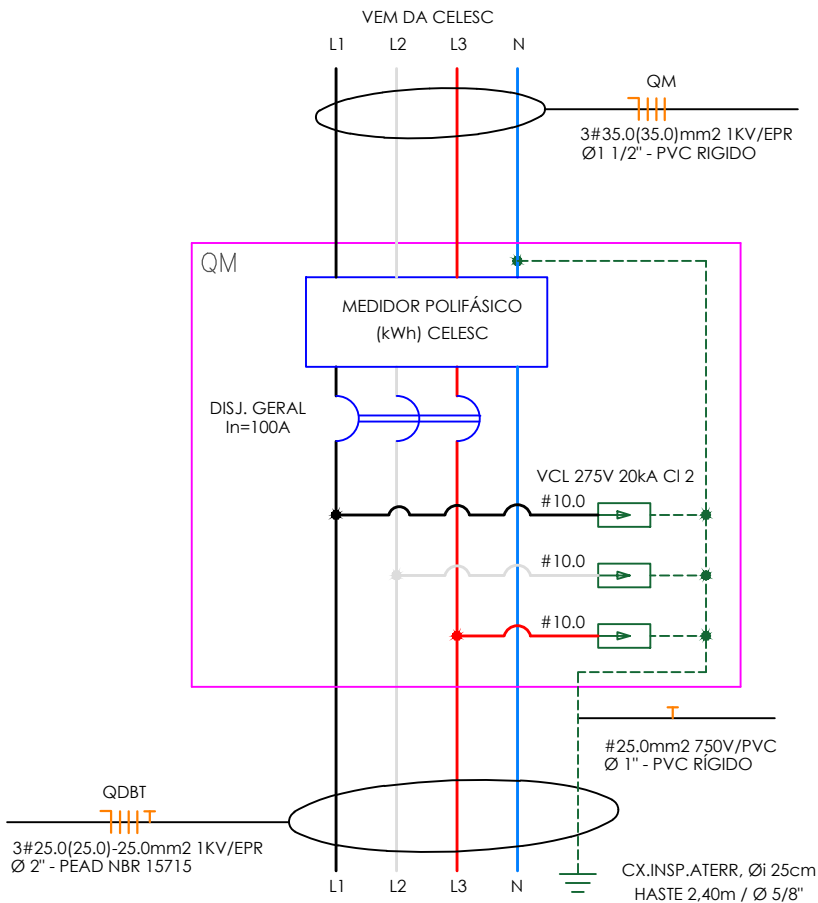 VEM DA CELESC
L1 L2 L3 N
QM
3#35.0(35.0)mm2 1KV/EPR
Ø1 1/2" - PVC RIGIDO
QM
MEDIDOR POLIFÁSICO
(kWh) CELESC
DISJ. GERAL
In=100A
VCL 275V 20kA Cl 2
#10.0
#10.0
#10.0
#25.0mm2 750V/PVC
Ø 1" - PVC RÍGIDO
QDBT
3#25.0(25.0)-25.0mm2 1KV/EPR
Ø 2" - PEAD NBR 15715
L1 L2 L3 N
CX.INSP.ATERR, Øi 25cm
HASTE 2,40m / Ø 5/8"